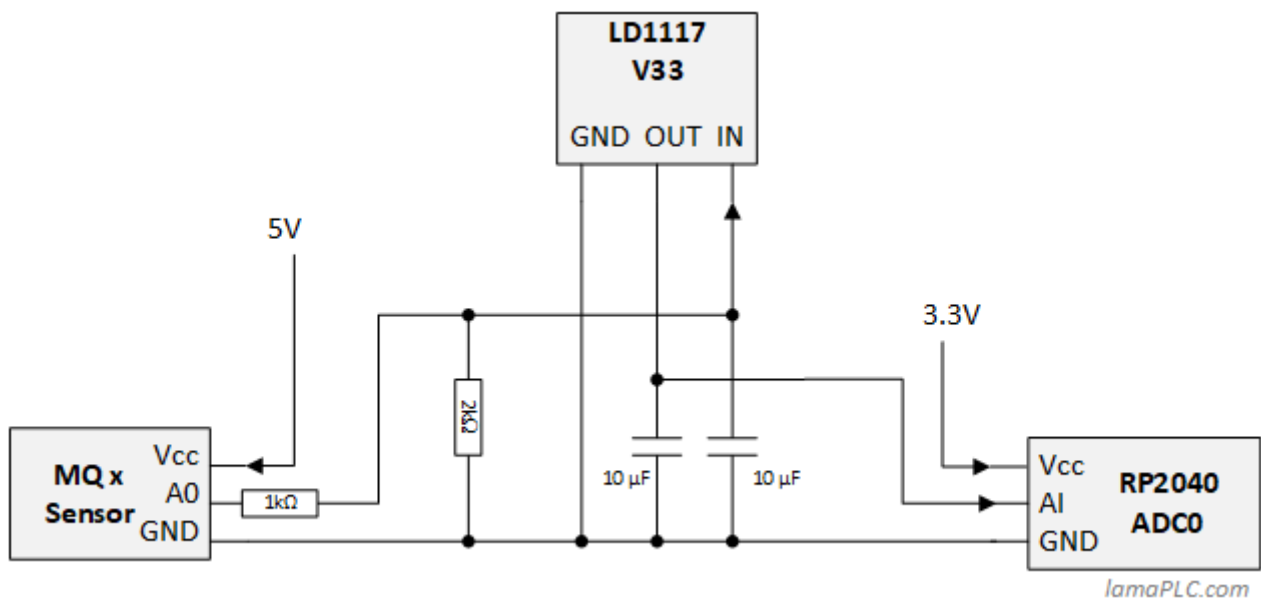 LD1117
V33
GND OUT IN
5V
3.3V
2kΩ
MQ x
Sensor
Vcc
A0
GND
1kΩ
10 µF
10 µF
Vcc
AI
GND
RP2040
ADC0
lamaPLC.com